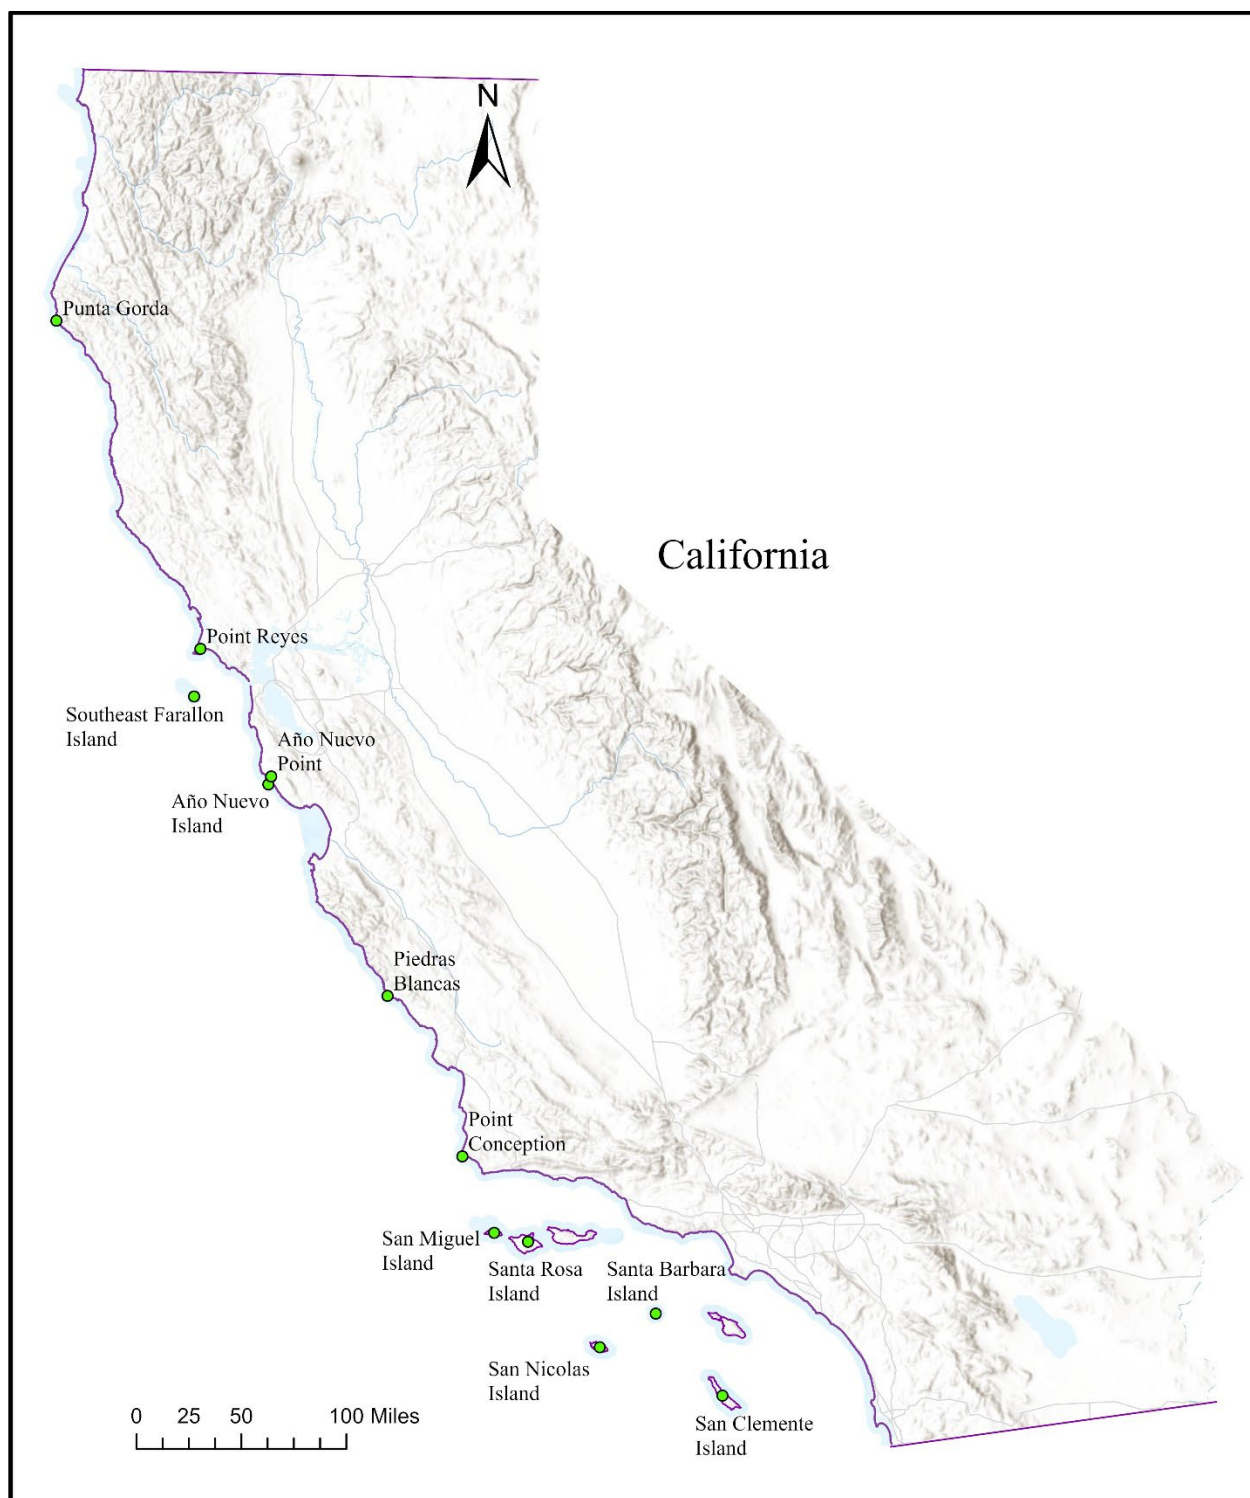 N
Punta Gorda
California
Point Reyes
Southeast Farallon
Island
Año Nuevo
Point
Año Nuevo
Island
Piedras
Blancas
Point
Conception
San Miguel
Island
Santa Rosa
Island
Santa Barbara
Island
San Nicolas
Island
San Clemente
Island
0 25 50 100 Miles